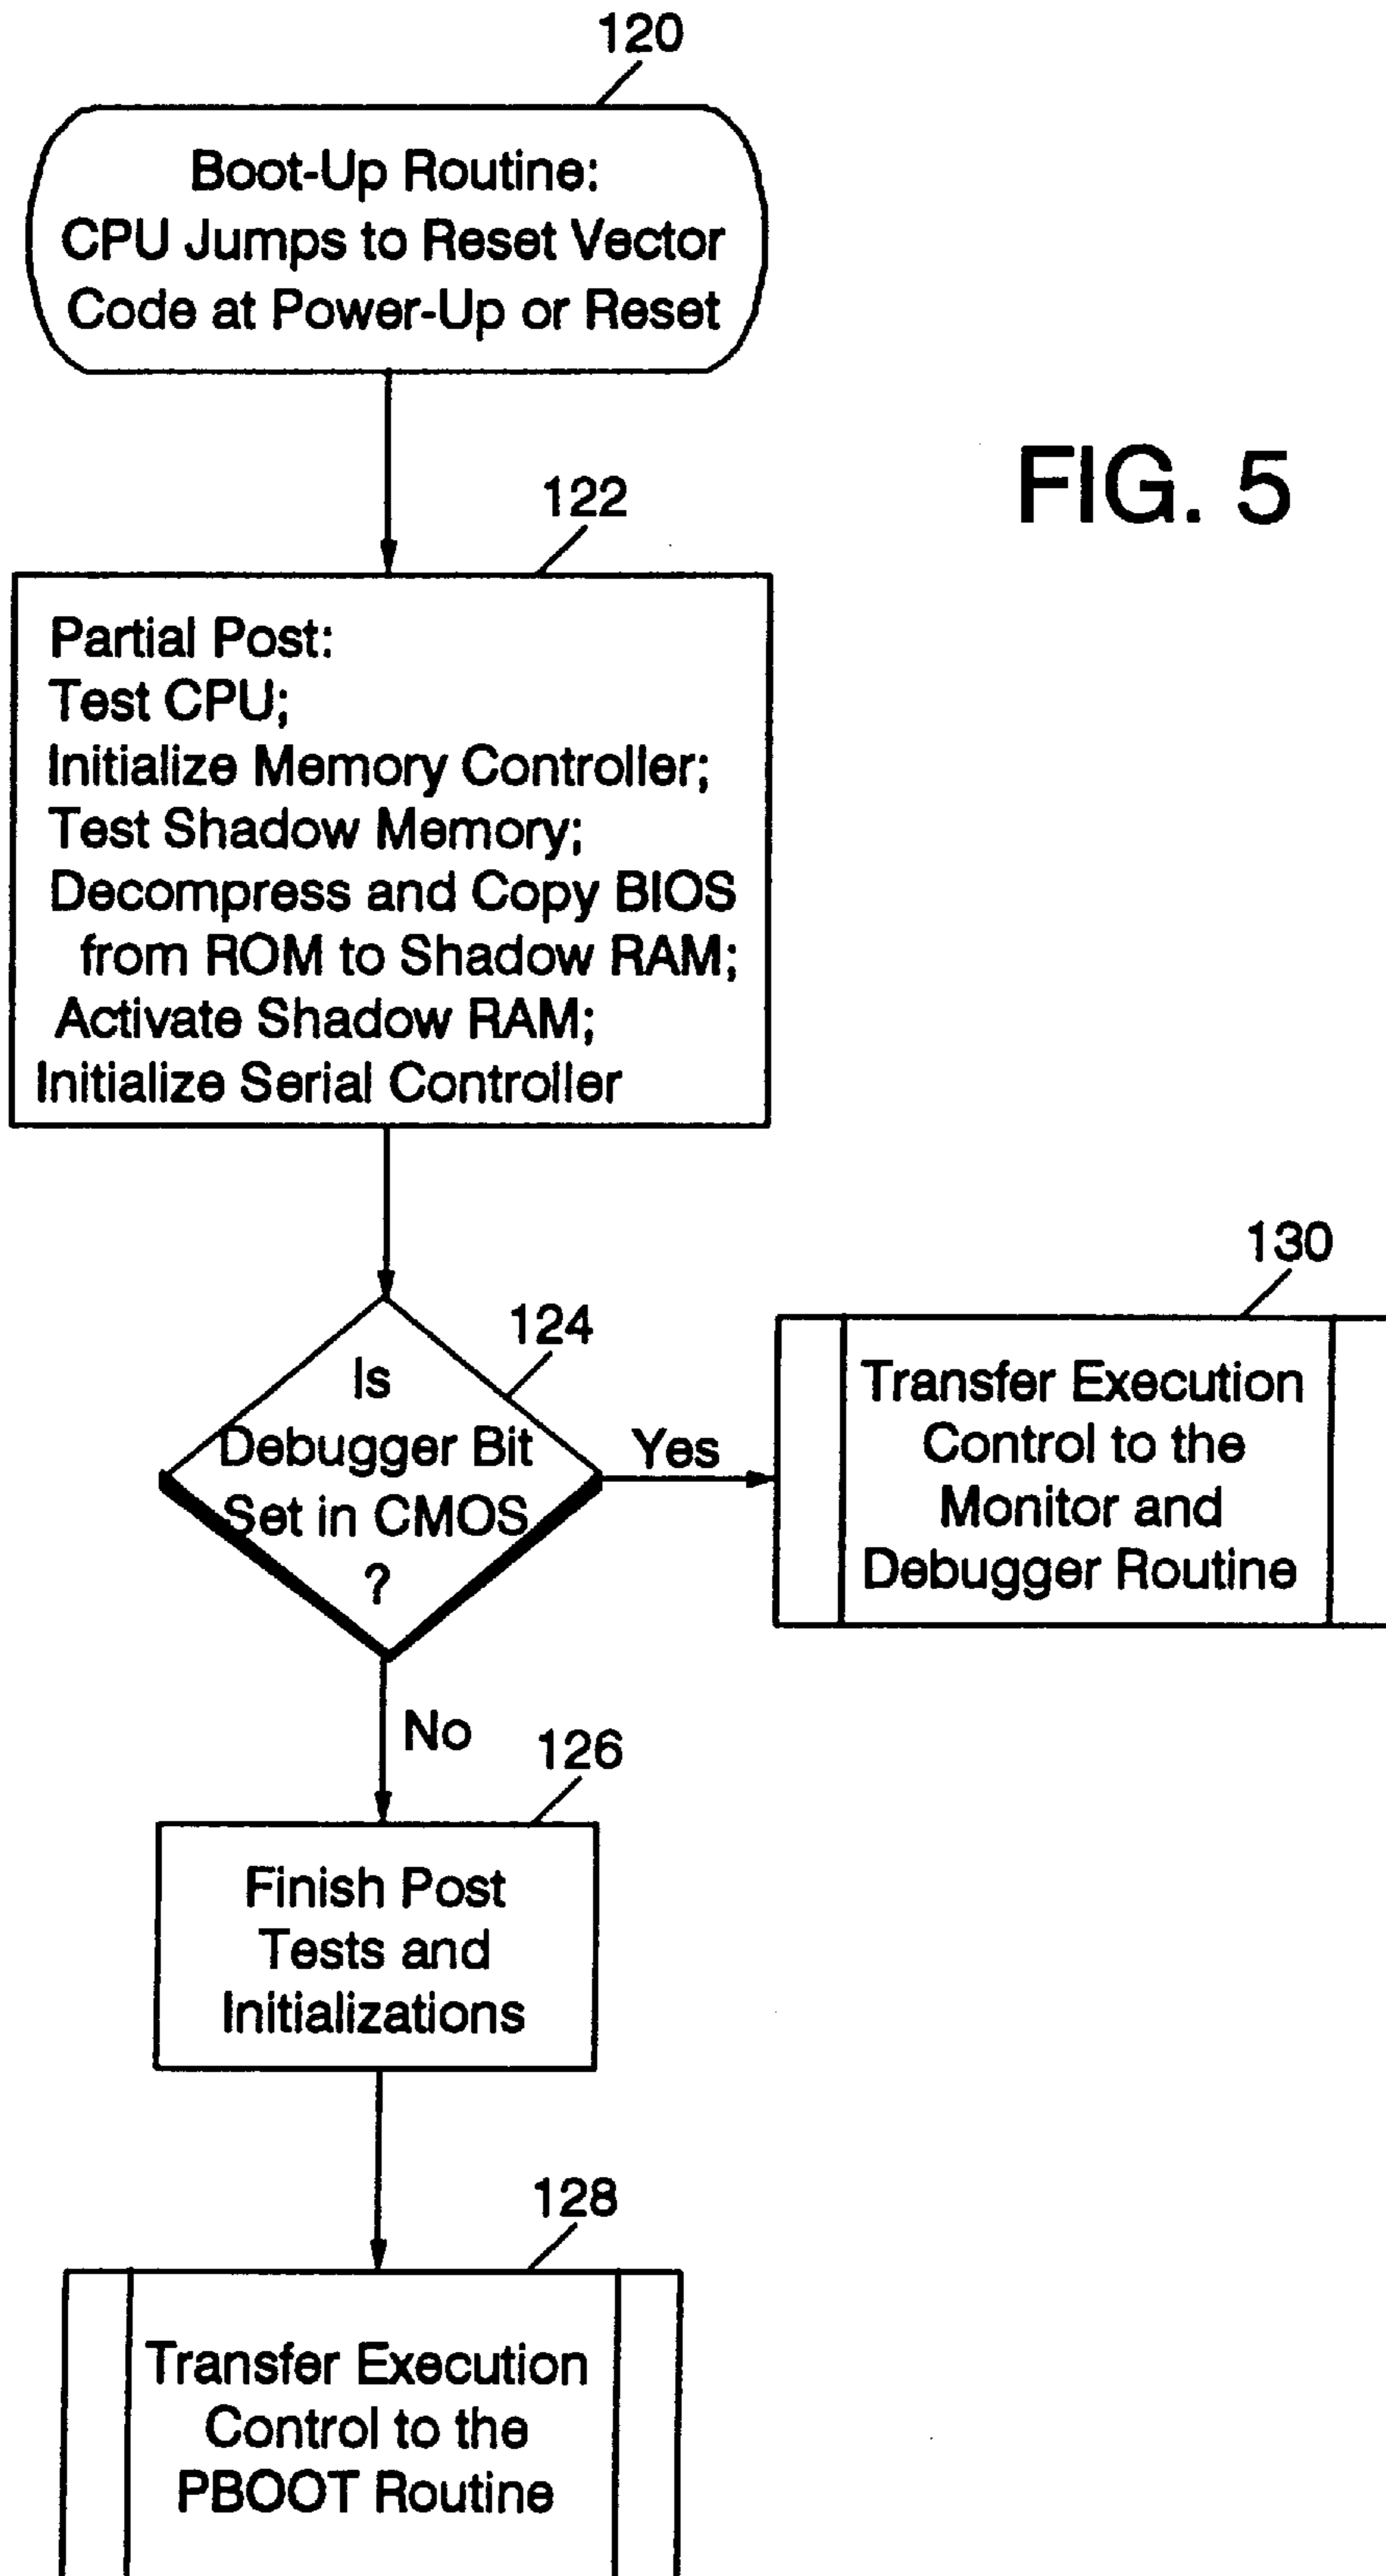 120
Boot-Up Routine:
CPU Jumps to Reset Vector
Code at Power-Up or Reset
FIG. 5
122
Partial Post:
Test CPU;
Initialize Memory Controller;
Test Shadow Memory;
Decompress and Copy BIOS
from ROM to Shadow RAM;
Activate Shadow RAM;
Initialize Serial Controller
124
Is
Debugger Bit
Set in CMOS
?
Yes
130
Transfer Execution
Control to the
Monitor and
Debugger Routine
No
126
Finish Post
Tests and
Initializations
128
Transfer Execution
Control to the
PBOOT Routine